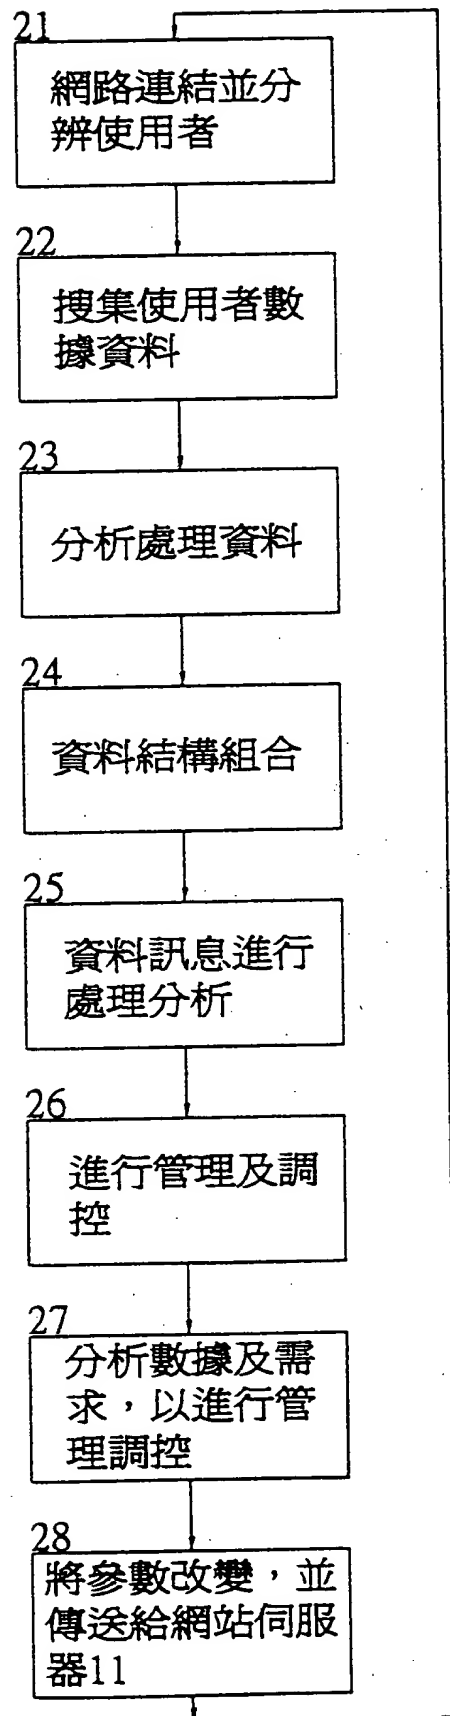 21
網路連結並分
辨使用者
22
搜集使用者數
據資料
23
分析處理資料
24
資料結構組合
25
資料訊息進行
處理分析
26
進行管理及調
控
27
分析數據及需
求，以進行管
理調控
28
將參數改變，並
傳送給網站伺服
器11